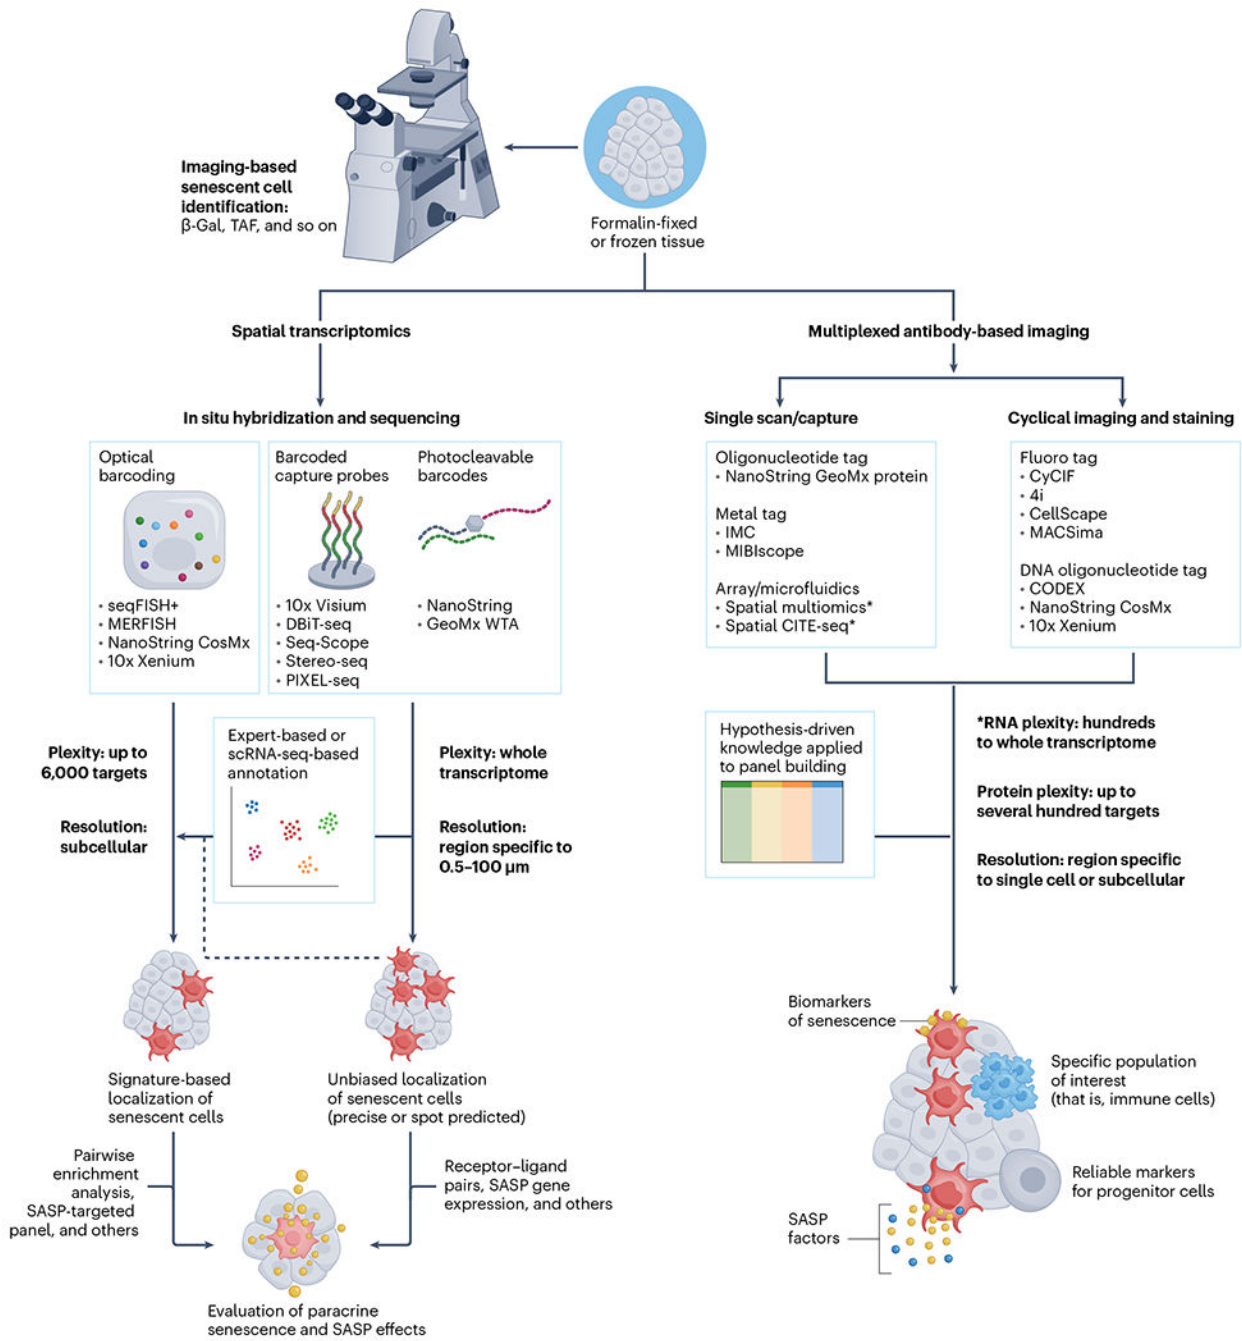 Imaging-based
senescent cell
identification:
β-Gal, TAF, and so on
Formalin-fixed
or frozen tissue
Spatial transcriptomics
Multiplexed antibody-based imaging
In situ hybridization and sequencing
Single scan/capture
Cyclical imaging and staining
Optical
barcoding
• seqFISH+
• MERFISH
• NanoString CosMx
• 10x Xenium
Barcoded
capture probes
• 10x Visium
• DBiT-seq
• Seq-Scope
• Stereo-seq
• PIXEL-seq
Photocleavable
barcodes
• NanoString
• GeoMx WTA
Oligonucleotide tag
• NanoString GeoMx protein
Metal tag
• IMC
• MIBIscope
Array/microfluidics
• Spatial multiomics*
• Spatial CITE-seq*
Fluoro tag
• CyCIF
• 4i
• CellScape
• MACSima
DNA oligonucleotide tag
• CODEX
• NanoString CosMx
• 10x Xenium
Plexity: up to
6,000 targets
Resolution:
subcellular
Expert-based or
scRNA-seq-based
annotation
Plexity: whole
transcriptome
Resolution:
region specific to
0.5–100 µm
Hypothesis-driven
knowledge applied
to panel building
*RNA plexity: hundreds
to whole transcriptome
Protein plexity: up to
several hundred targets
Resolution: region specific
to single cell or subcellular
Signature-based
localization of
senescent cells
Unbiased localization
of senescent cells
(precise or spot predicted)
Pairwise
enrichment
analysis,
SASP-targeted
panel, and others
Receptor–ligand
pairs, SASP gene
expression, and others
Evaluation of paracrine
senescence and SASP effects
Biomarkers
of senescence
Specific population
of interest
(that is, immune cells)
Reliable markers
for progenitor cells
SASP
factors